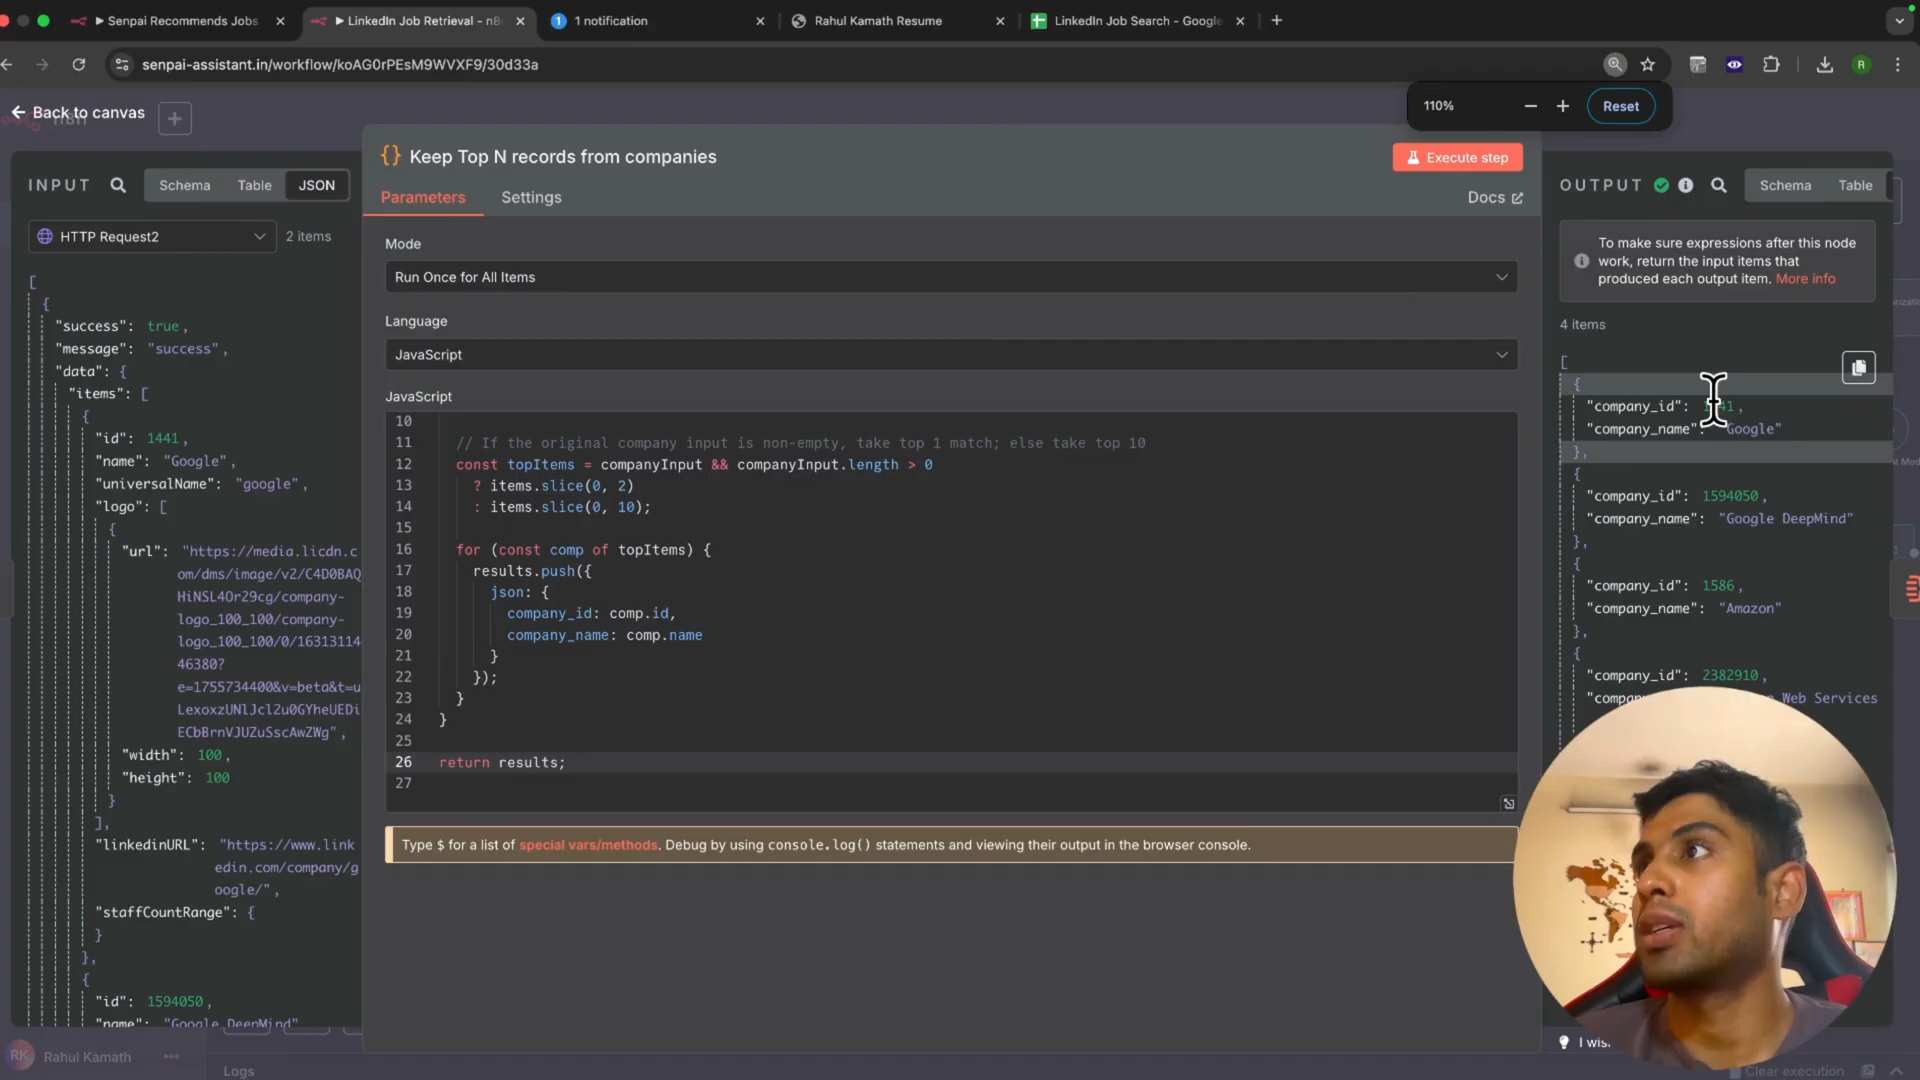 Senpai Recommends Jobs
LinkedIn Job Retrieval - n8
1 notification
Rahul Kamath Resume
LinkedIn Job Search - Google
senpai-assistant.in/workflow/koAG0rPEsM9WVXF9/30d33a
R
110%
Reset
Back to canvas
Keep Top N records from companies
Execute step
Parameters
Settings
Docs
INPUT
Schema
Table
JSON
HTTP Request2
2 items
[
{
"success": true,
"message": "success",
"data": {
"items": [
{
"id": 1441,
"name": "Google",
"universalName": "google",
"logo": [
{
"url": "https://media.licdn.c
om/dms/image/v2/C4D0BAQ
HiNSL4Or29cg/company-
logo_100_100/company-
logo_100_100/0/16313114
46380?
e=1755734400&v=beta&t=u
LexoxzUNlJcl2u0GYheUEDi
ECbBrnVJUZuSscAwZWg",
"width": 100,
"height": 100
}
],
"linkedinURL": "https://www.link
edin.com/company/g
oogle/",
"staffCountRange": {
}
},
{
"id": 1594050,
"name": "Google DeepMind"
Mode
Run Once for All Items
Language
JavaScript
JavaScript
10
11 // If the original company input is non-empty, take top 1 match; else take top 10
12 const topItems = companyInput && companyInput.length > 0
13 ? items.slice(0, 2)
14 : items.slice(0, 10);
15
16 for (const comp of topItems) {
17 results.push({
18 json: {
19 company_id: comp.id,
20 company_name: comp.name
21 }
22 });
23 }
24 }
25
26 return results;
27
Type $ for a list of special vars/methods. Debug by using console.log() statements and viewing their output in the browser console.
OUTPUT
Schema
Table
To make sure expressions after this node
work, return the input items that
produced each output item. More info
4 items
[
{
"company_id":
"company_name": "Google"
},
{
"company_id": 1594050,
"company_name": "Google DeepMind"
},
{
"company_id": 1586,
"company_name": "Amazon"
},
{
"company_id": 2382910,
Web Services
I wis
RK
Rahul Kamath
Logs
Clear execution